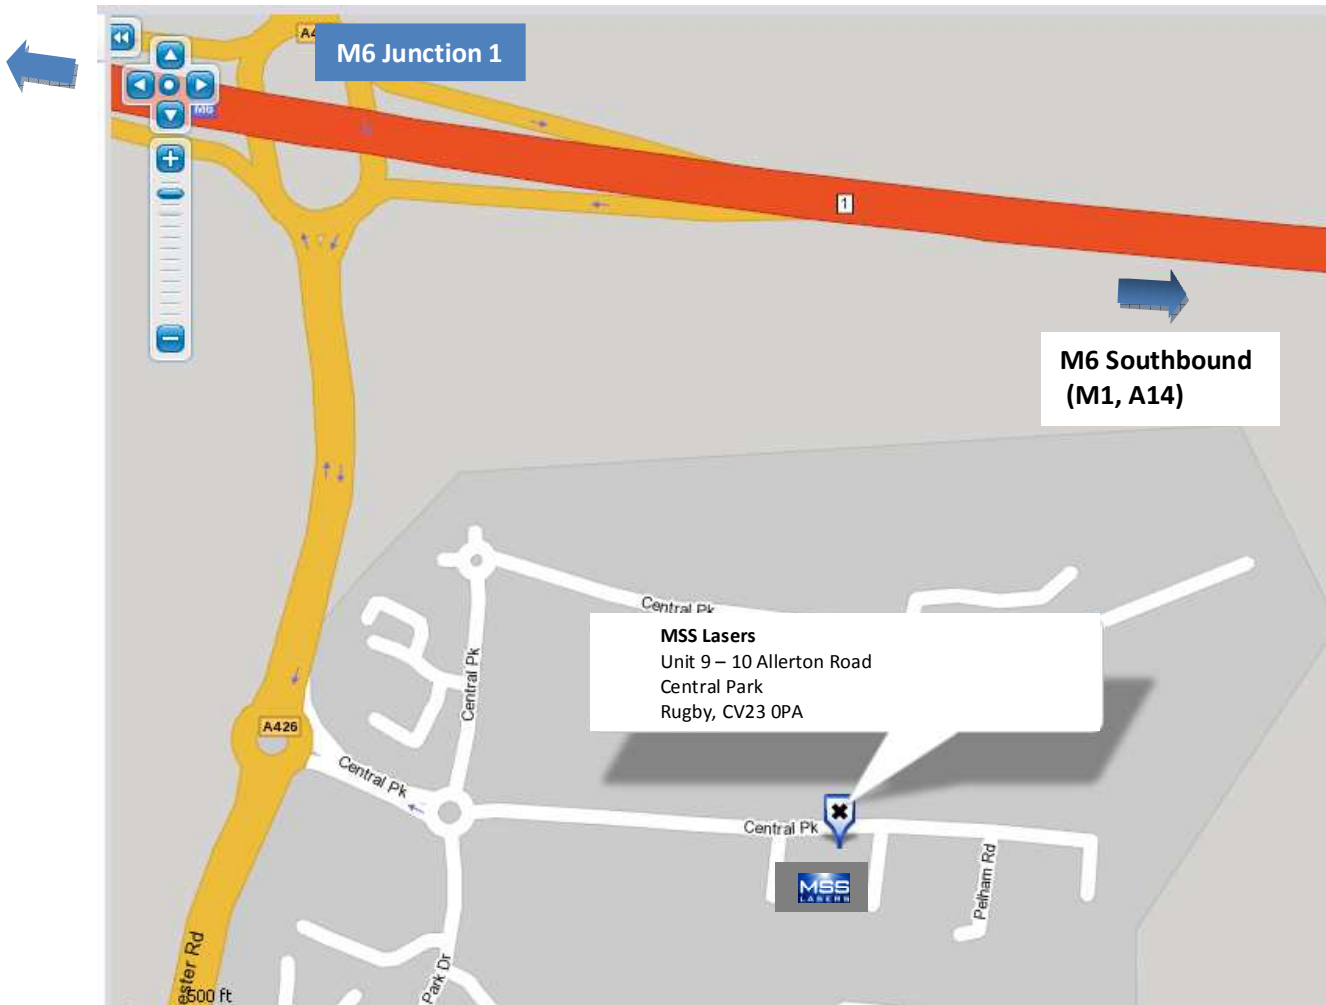 A4
M6 Junction 1
M6
1
M6 Southbound
(M1, A14)
Central Pk
MSS Lasers
Unit 9 – 10 Allerton Road
Central Park
Rugby, CV23 0PA
Central Pk
A426
Central Pk
Central Pk
MSS
LASERS
Pelham Rd
ester Rd
Park Dr
500 ft